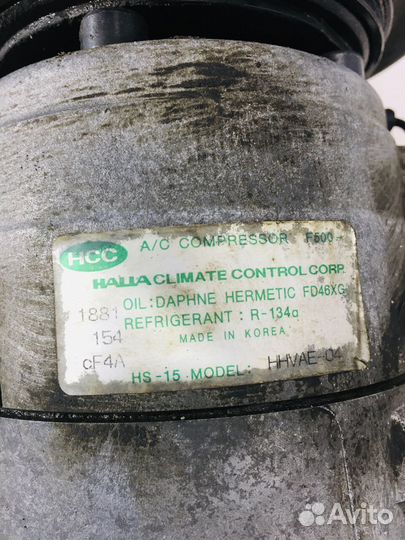 HCC A/C COMPRESSOR F500-
HALLA CLIMATE CONTROL CORP.
OIL: DAPHNE HERMETIC FD46XG
1881 REFRIGERANT : R-134a
154 MADE IN KOREA
GF4A HS-15 MODEL: HHVAE-04
Avito